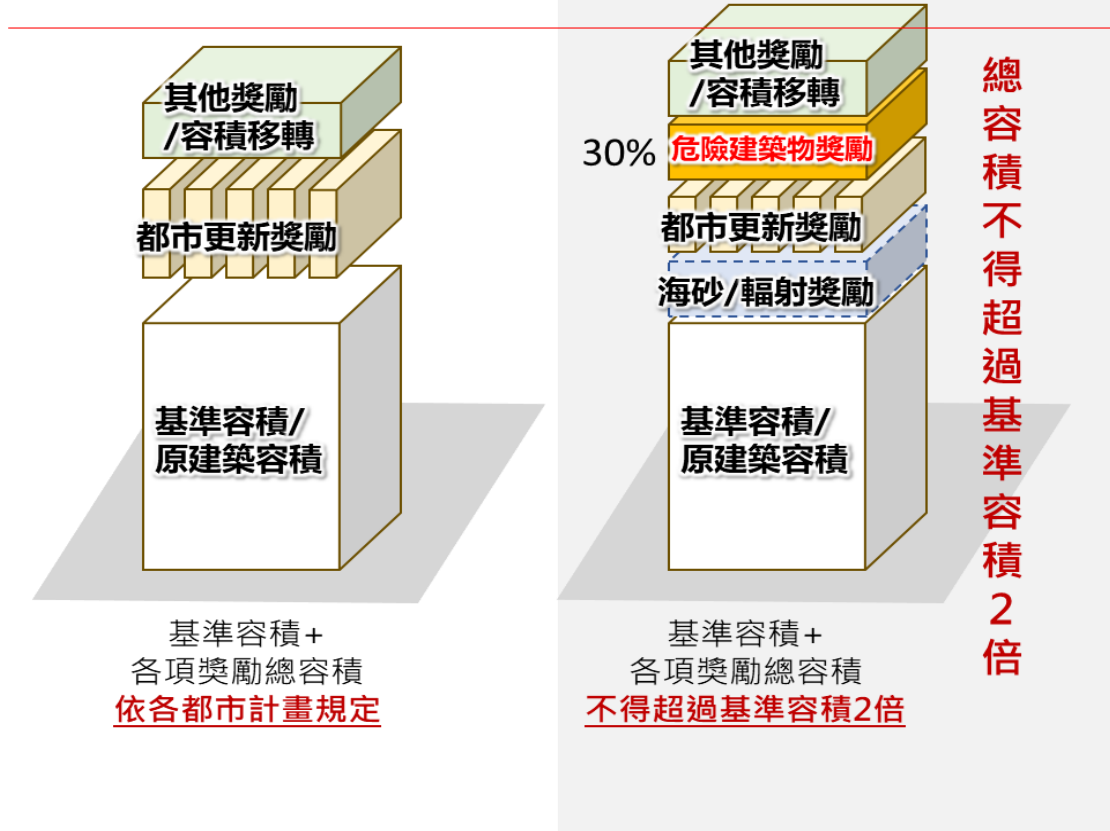 其他獎勵
/容積移轉
都市更新獎勵
基準容積/
原建築容積
基準容積+
各項獎勵總容積
依各都市計畫規定
其他獎勵
/容積移轉
30%
危險建築物獎勵
都市更新獎勵
海砂/輻射獎勵
基準容積/
原建築容積
基準容積+
各項獎勵總容積
不得超過基準容積2倍
總容積不得超過基準容積2倍